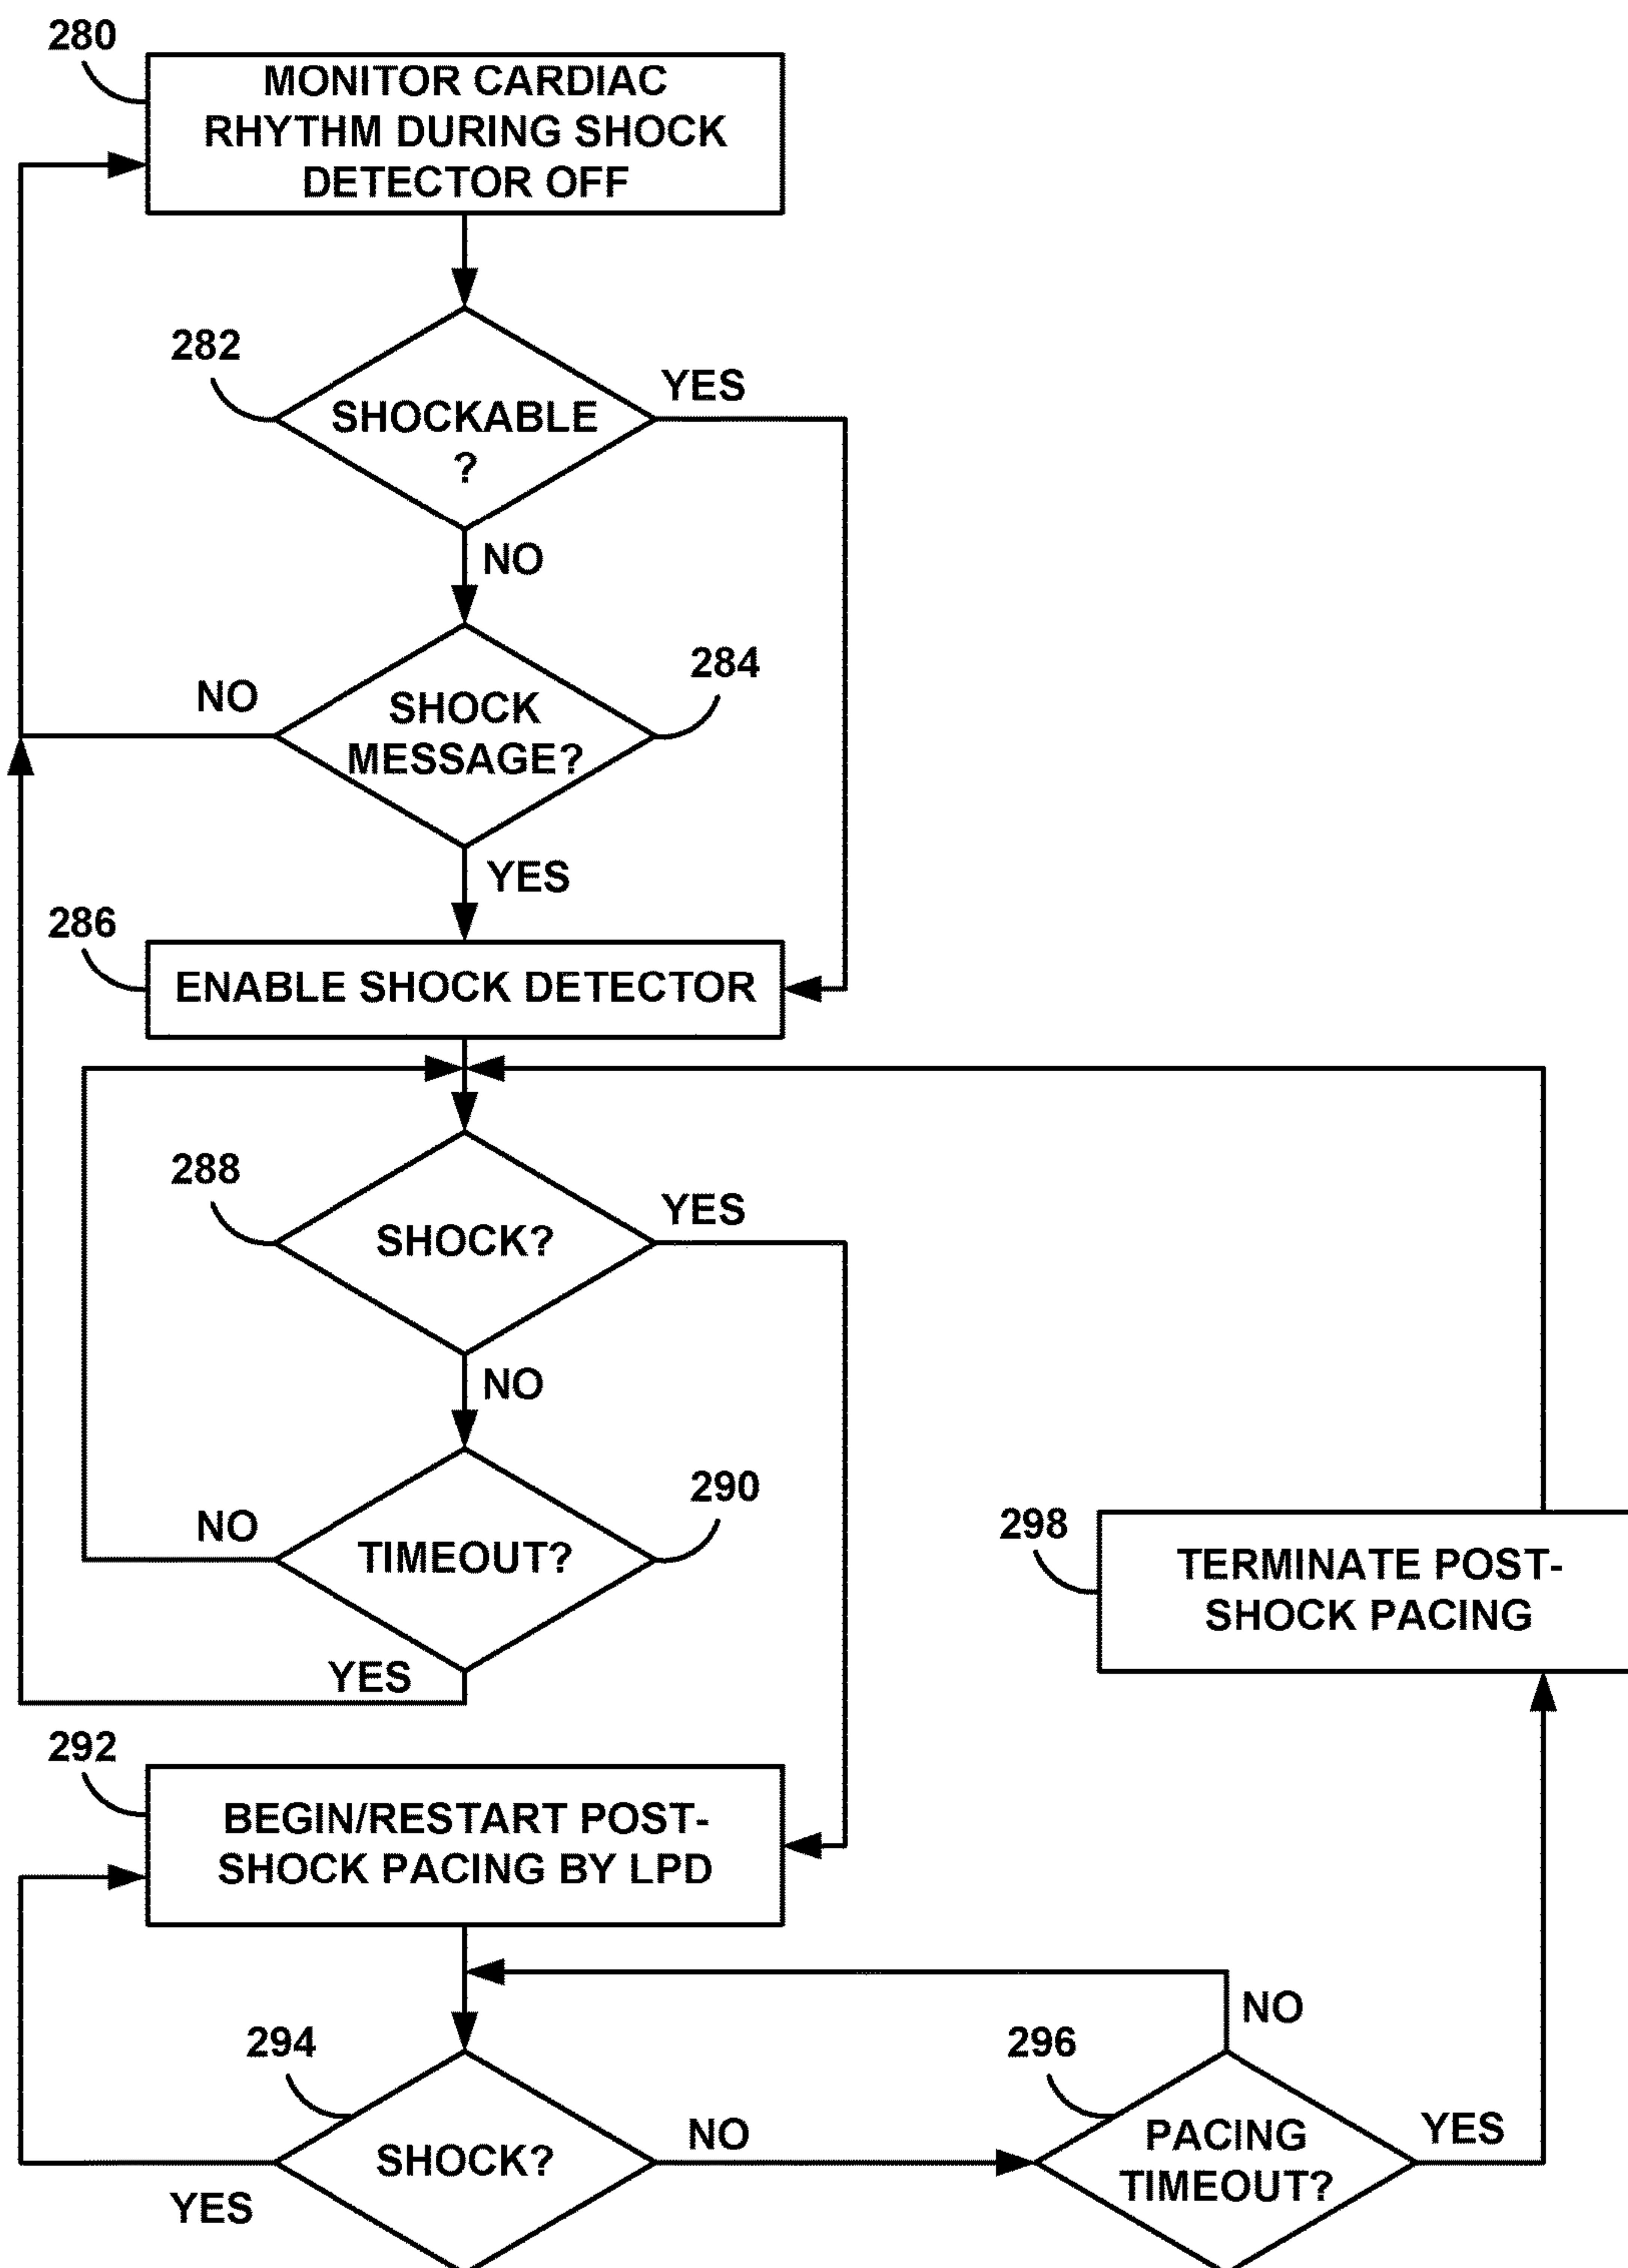 280
MONITOR CARDIAC
RHYTHM DURING SHOCK
DETECTOR OFF
282
SHOCKABLE
?
YES
NO
284
SHOCK
MESSAGE?
NO
YES
286
ENABLE SHOCK DETECTOR
288
SHOCK?
YES
NO
290
TIMEOUT?
NO
YES
298
TERMINATE POST-
SHOCK PACING
292
BEGIN/RESTART POST-
SHOCK PACING BY LPD
294
SHOCK?
YES
NO
296
NO
PACING
TIMEOUT?
YES